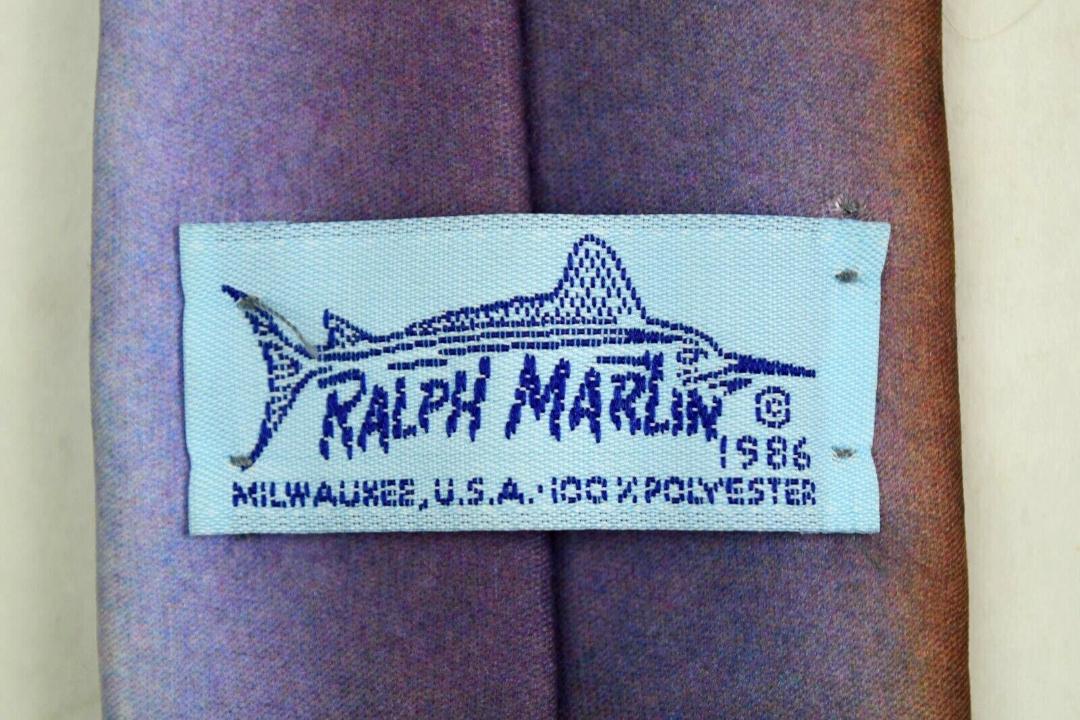 RALPH MARLIN ©
1986
MILWAUKEE, U.S.A.·100% POLYESTER